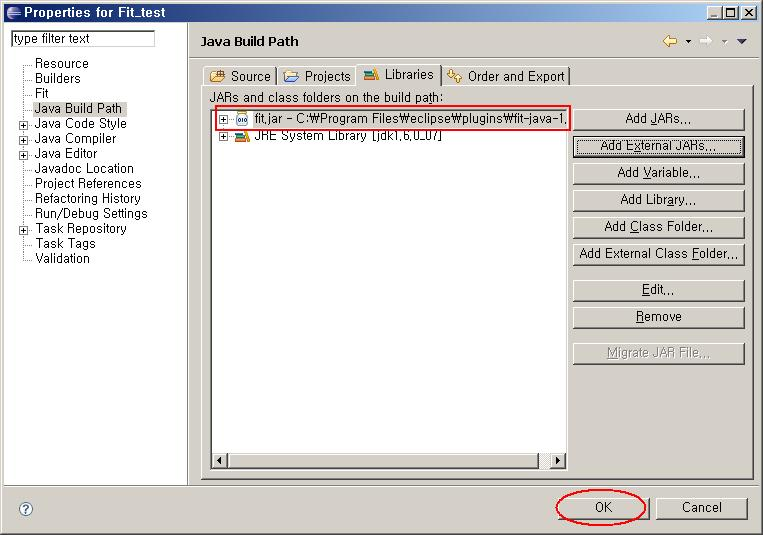 Properties for Fit_test
type filter text
Resource
Builders
Fit
Java Build Path
Java Code Style
Java Compiler
Java Editor
Javadoc Location
Project References
Refactoring History
Run/Debug Settings
Task Repository
Task Tags
Validation
Java Build Path
Source
Projects
Libraries
Order and Export
JARs and class folders on the build path:
fit.jar - C:₩Program Files₩eclipse₩plugins₩fit-java-1.
JRE System Library [jdk1.6.0_07]
Add JARs...
Add External JARs...
Add Variable...
Add Library...
Add Class Folder...
Add External Class Folder...
Edit...
Remove
Migrate JAR File...
OK
Cancel